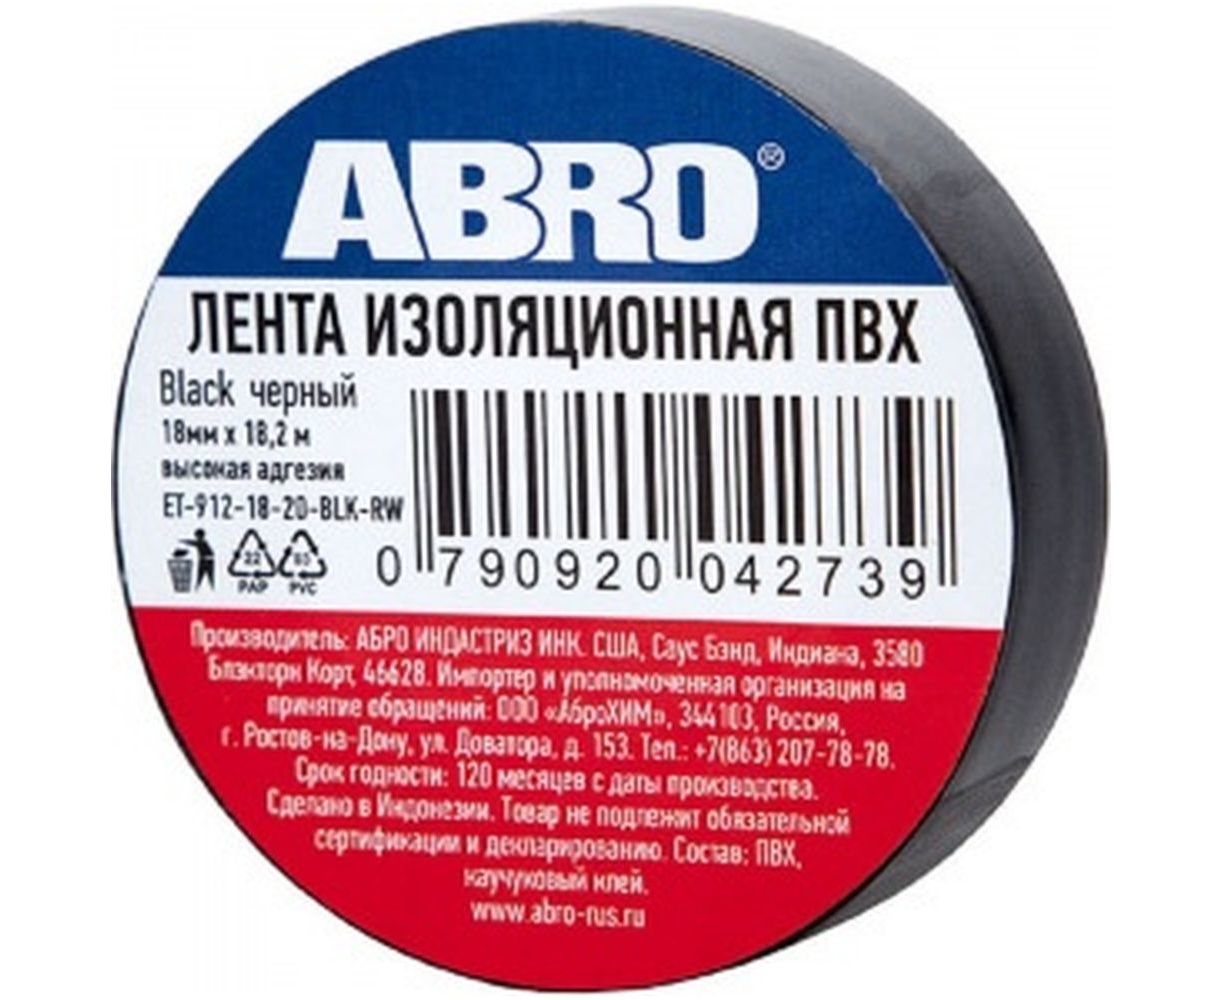 ABRO®
ЛЕНТА ИЗОЛЯЦИОННАЯ ПВХ
Black черный
18мм x 18,2 м
высокая адгезия
ET-912-18-20-BLK-RW
22
PAP
03
PVC
0 790920 042739
Производитель: АБРО ИНДАСТРИЗ ИНК. США, Саус Бэнд, Индиана, 3580
Блэкторн Корт, 46628. Импортер и уполномоченная организация на
принятие обращений: ООО «АброХИМ», 344103, Россия,
г. Ростов-на-Дону, ул. Доватора, д. 153. Тел.: +7(863) 207-78-78.
Срок годности: 120 месяцев с даты производства.
Сделано в Индонезии. Товар не подлежит обязательной
сертификации и декларированию. Состав: ПВХ,
каучуковый клей.
www.abro-rus.ru